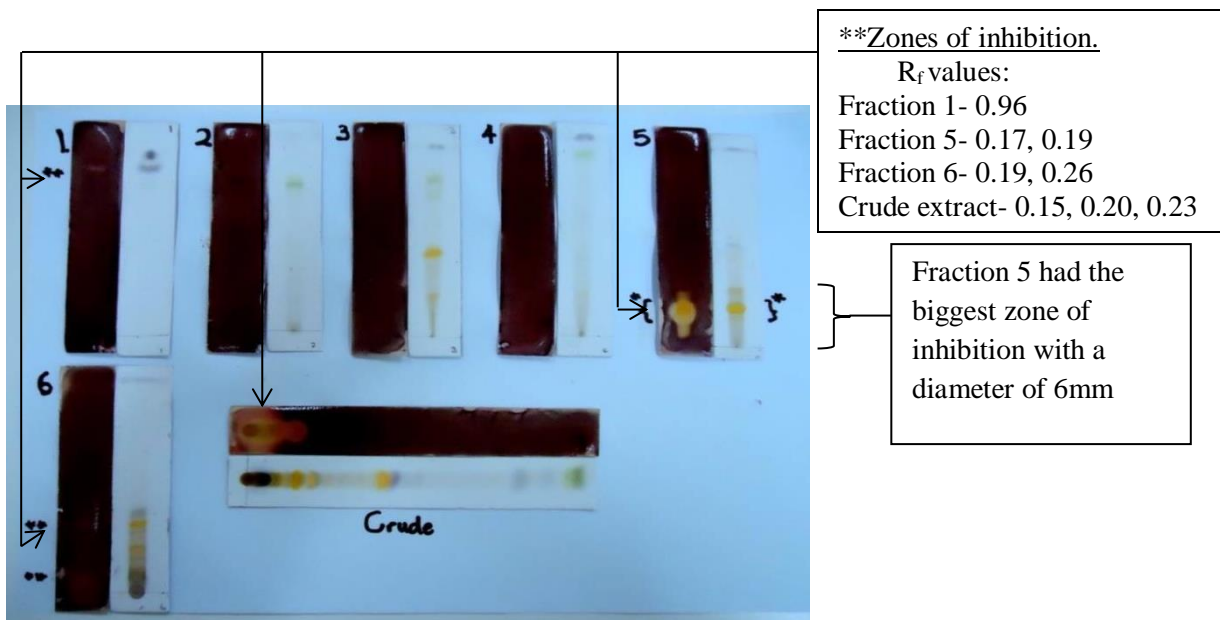 **Zones of inhibition.
Rf values:
Fraction 1- 0.96
Fraction 5- 0.17, 0.19
Fraction 6- 0.19, 0.26
Crude extract- 0.15, 0.20, 0.23
Fraction 5 had the
biggest zone of
inhibition with a
diameter of 6mm
1
2
3
4
5
**
*{
}*
6
**
**
Crude